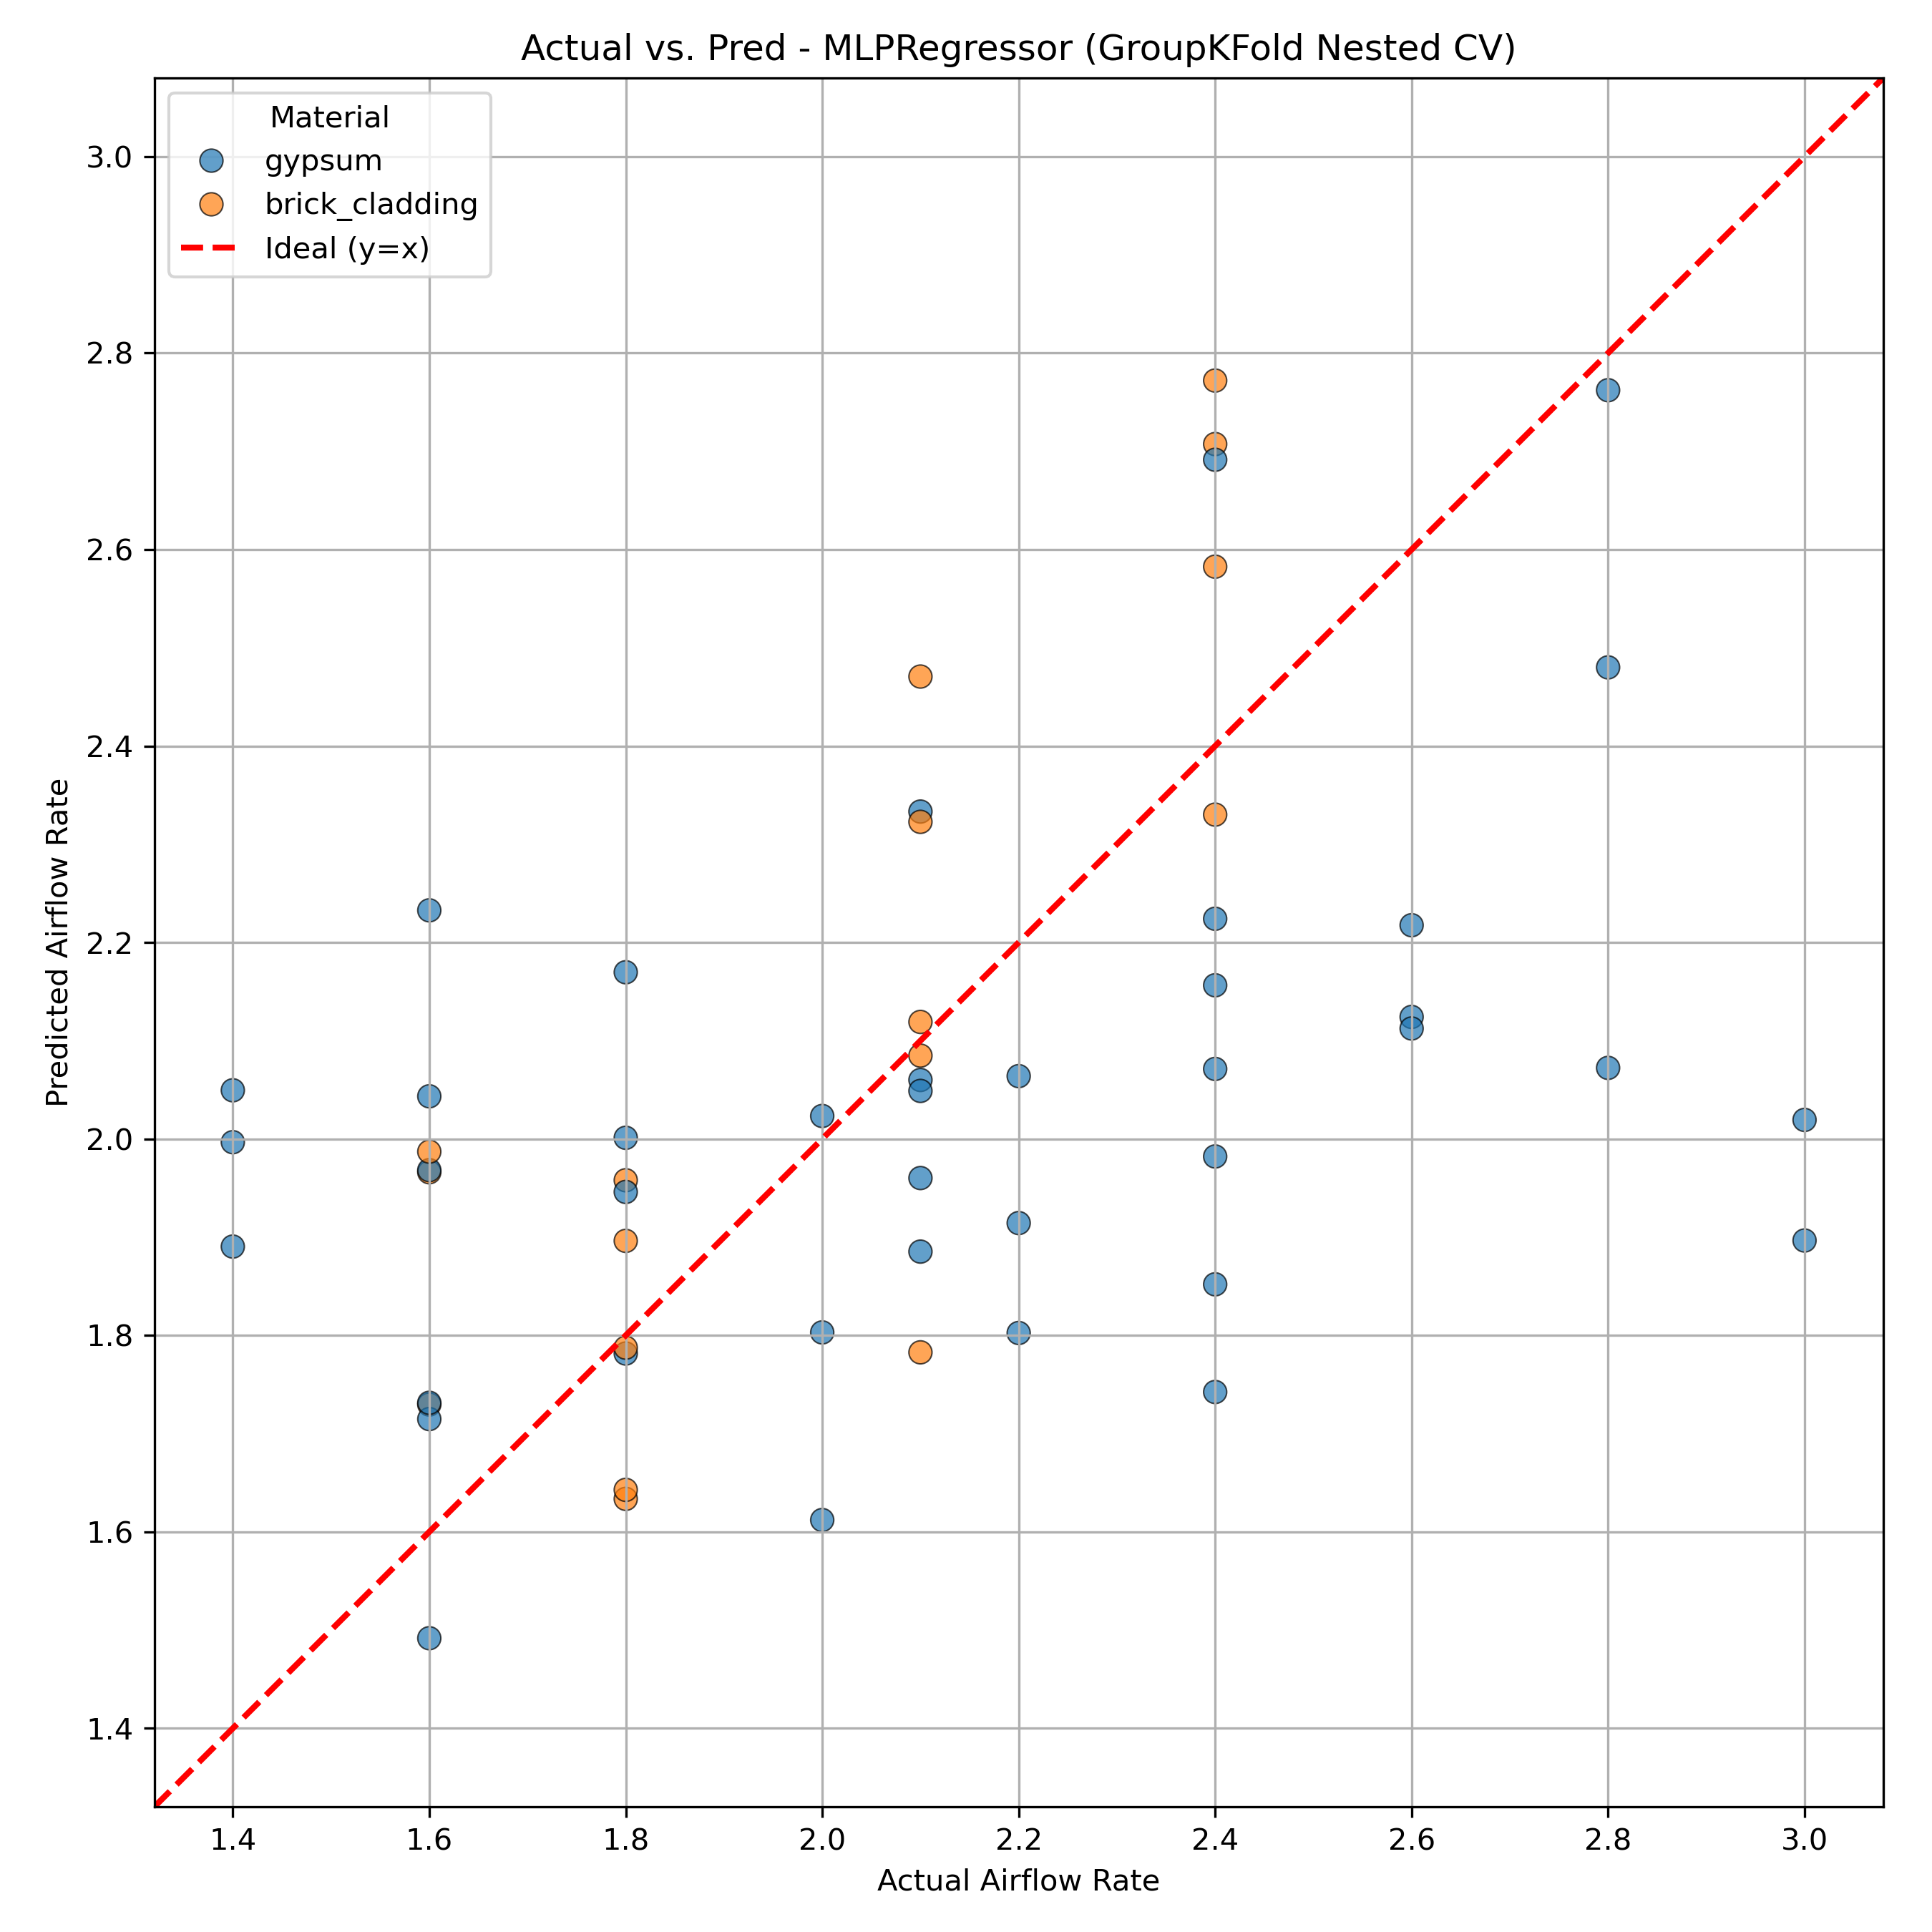 Actual vs. Pred - MLPRegressor (GroupKFold Nested CV)
Material
gypsum
brick_cladding
Ideal (y=x)
3.0
2.8
2.6
2.4
2.2
2.0
1.8
1.6
1.4
Predicted Airflow Rate
1.4 1.6 1.8 2.0 2.2 2.4 2.6 2.8 3.0
Actual Airflow Rate